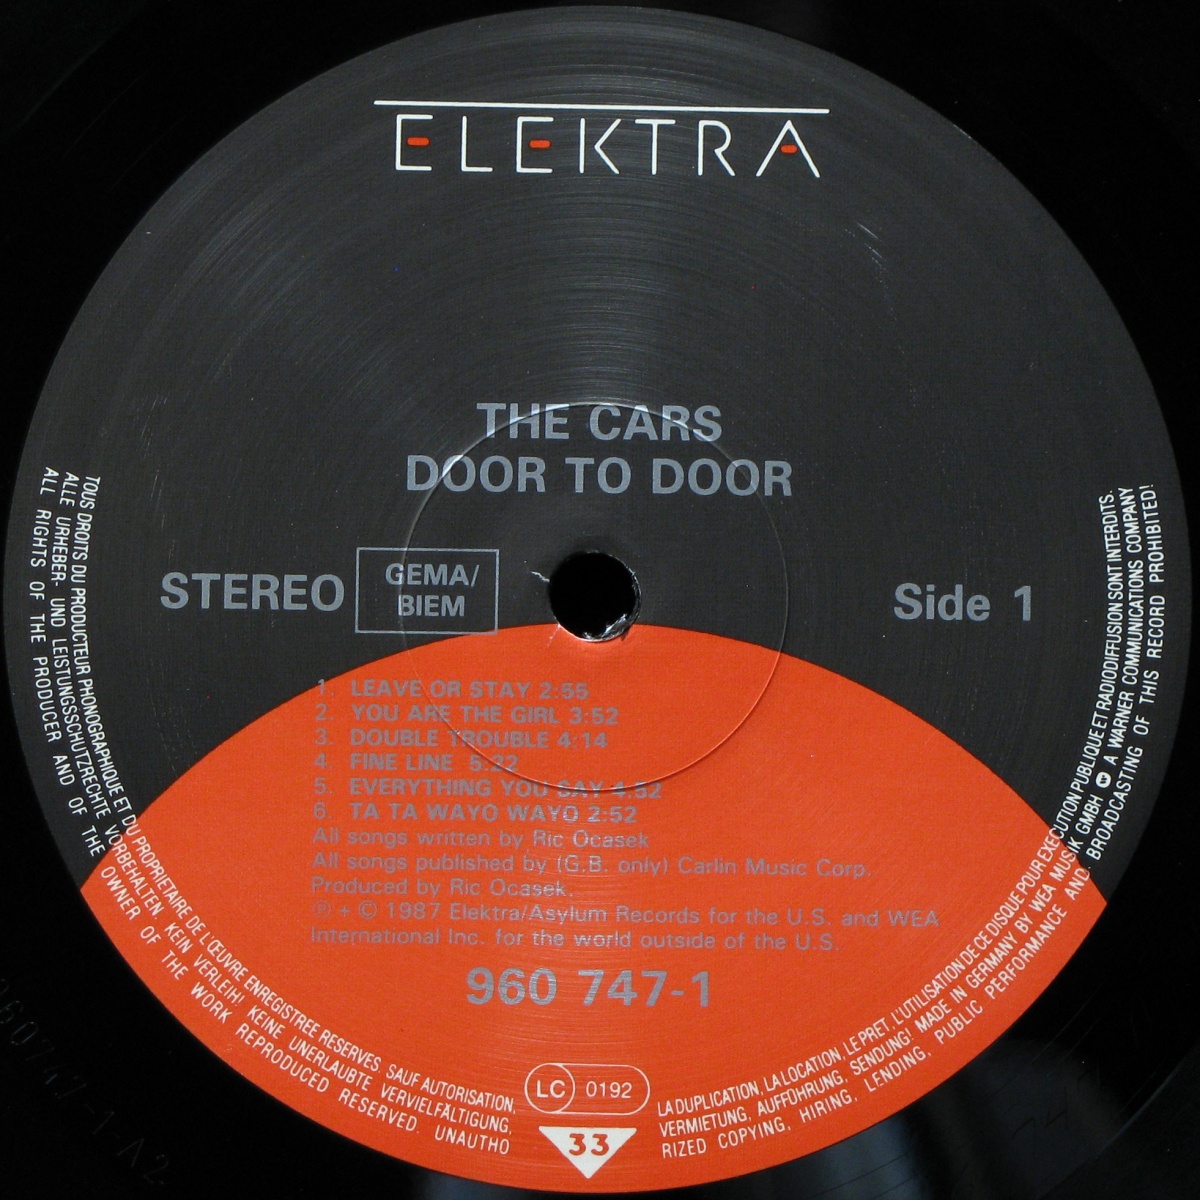 ELEKTRA
THE CARS
DOOR TO DOOR
STEREO
GEMA/
BIEM
Side 1
1. LEAVE OR STAY 2:55
2. YOU ARE THE GIRL 3:52
3. DOUBLE TROUBLE 4:14
4. FINE LINE 5:22
5. EVERYTHING YOU SAY 4:52
6. TA TA WAYO WAYO 2:52
All songs written by Ric Ocasek
All songs published by (G.B. only) Carlin Music Corp.
Produced by Ric Ocasek.
℗ + © 1987 Elektra/Asylum Records for the U.S. and WEA
International Inc. for the world outside of the U.S.
960 747-1
LC 0192
33
TOUS DROITS DU PRODUCTEUR PHONOGRAPHIQUE ET DU PROPRIETAIRE DE L'ŒUVRE ENREGISTREE RESERVES. SAUF AUTORISATION, LA DUPLICATION, LA LOCATION, LE PRET, L'UTILISATION DE CE DISQUE POUR EXECUTION PUBLIQUE ET RADIODIFFUSION SONT INTERDITS.
ALLE URHEBER- UND LEISTUNGSSCHUTZRECHTE VORBEHALTEN KEIN VERLEIH! KEINE UNERLAUBTE VERVIELFÄLTIGUNG, VERMIETUNG, AUFFÜHRUNG, SENDUNG! MADE IN GERMANY BY WEA MUSIK GMBH A WARNER COMMUNICATIONS COMPANY
ALL RIGHTS OF THE PRODUCER AND OF THE OWNER OF THE WORK REPRODUCED RESERVED. UNAUTHORIZED COPYING, HIRING, LENDING, PUBLIC PERFORMANCE AND BROADCASTING OF THIS RECORD PROHIBITED!
960747-1-A2